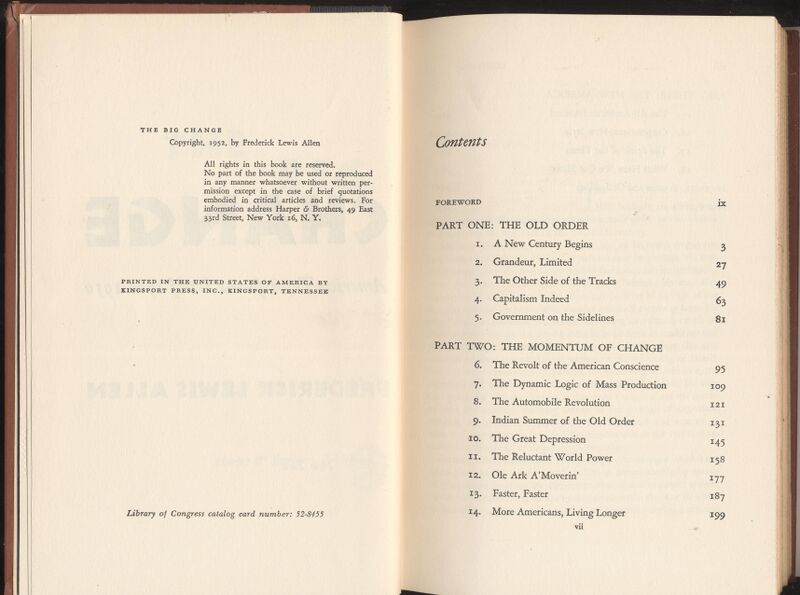 THE BIG CHANGE
Copyright, 1952, by Frederick Lewis Allen
All rights in this book are reserved.
No part of the book may be used or reproduced
in any manner whatsoever without written per-
mission except in the case of brief quotations
embodied in critical articles and reviews. For
information address Harper & Brothers, 49 East
33rd Street, New York 16, N. Y.
PRINTED IN THE UNITED STATES OF AMERICA BY
KINGSPORT PRESS, INC., KINGSPORT, TENNESSEE
Library of Congress catalog card number: 52-8455
Contents
FOREWORD ix
PART ONE: THE OLD ORDER
1. A New Century Begins 3
2. Grandeur, Limited 27
3. The Other Side of the Tracks 49
4. Capitalism Indeed 63
5. Government on the Sidelines 81
PART TWO: THE MOMENTUM OF CHANGE
6. The Revolt of the American Conscience 95
7. The Dynamic Logic of Mass Production 109
8. The Automobile Revolution 121
9. Indian Summer of the Old Order 131
10. The Great Depression 145
11. The Reluctant World Power 158
12. Ole Ark A'Moverin' 177
13. Faster, Faster 187
14. More Americans, Living Longer 199
vii